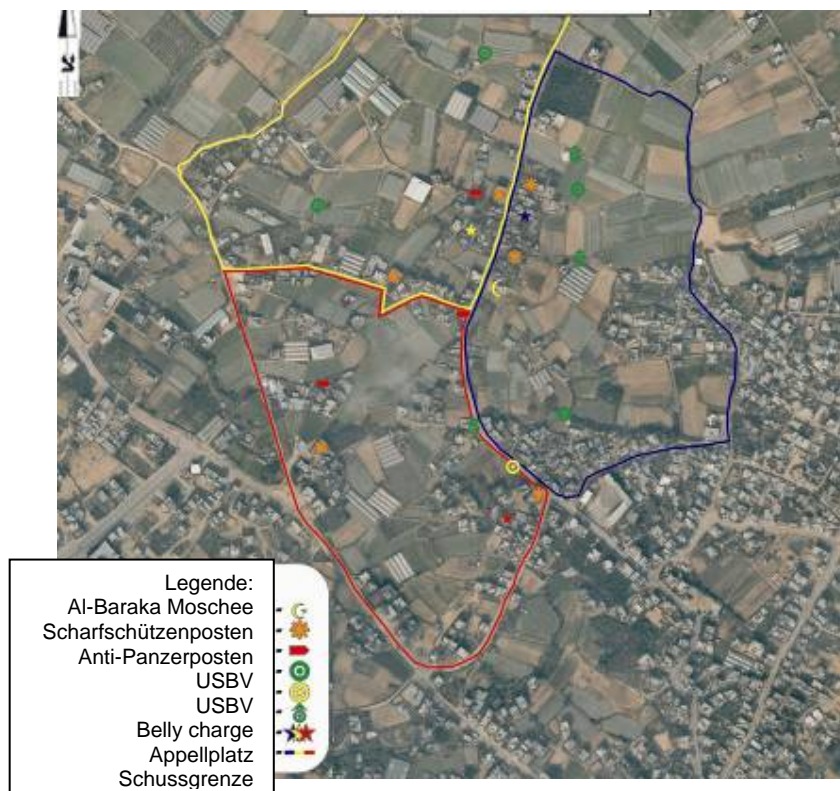 Legende:
Al-Baraka Moschee
Scharfschützenposten
Anti-Panzerposten
USBV
USBV
Belly charge
Appellplatz
Schussgrenze